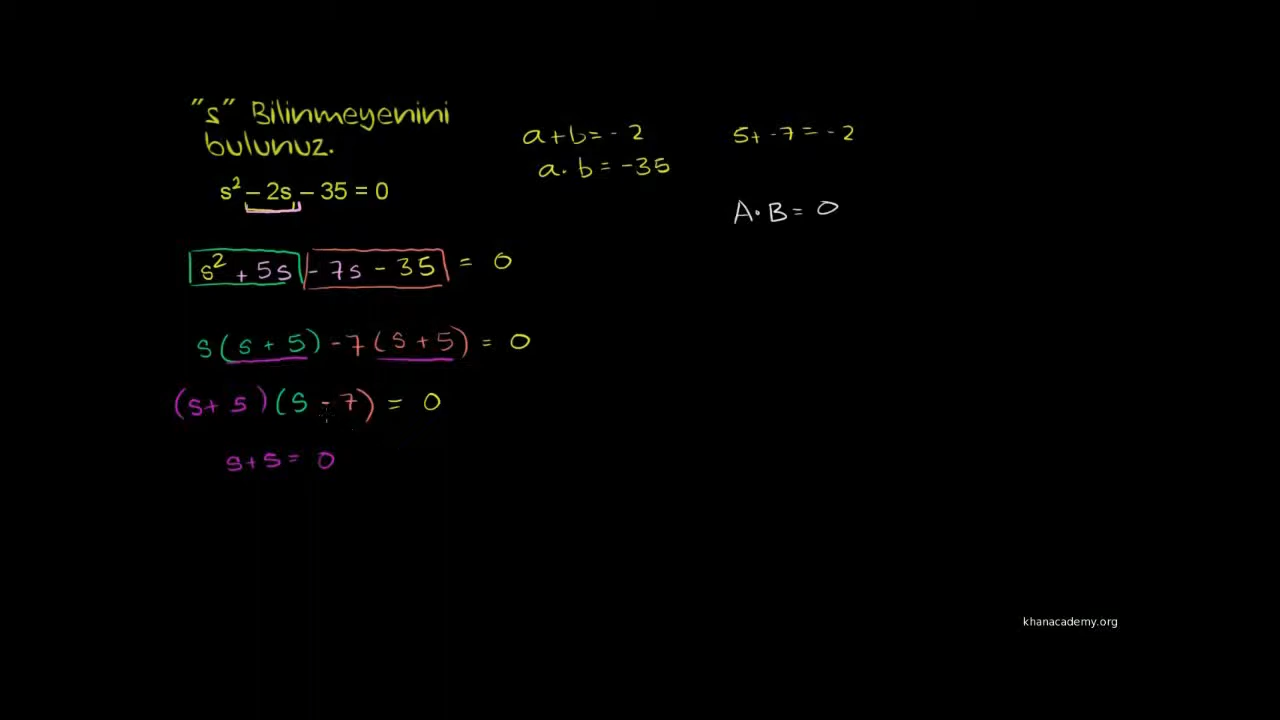 "s" Bilinmeyenini
bulunuz.
s² – 2s – 35 = 0
a+b = -2
a · b = -35
5 + -7 = -2
A · B = 0
s² + 5s - 7s - 35 = 0
s(s + 5) - 7(s + 5) = 0
(s + 5)(s - 7) = 0
s + 5 = 0
khanacademy.org